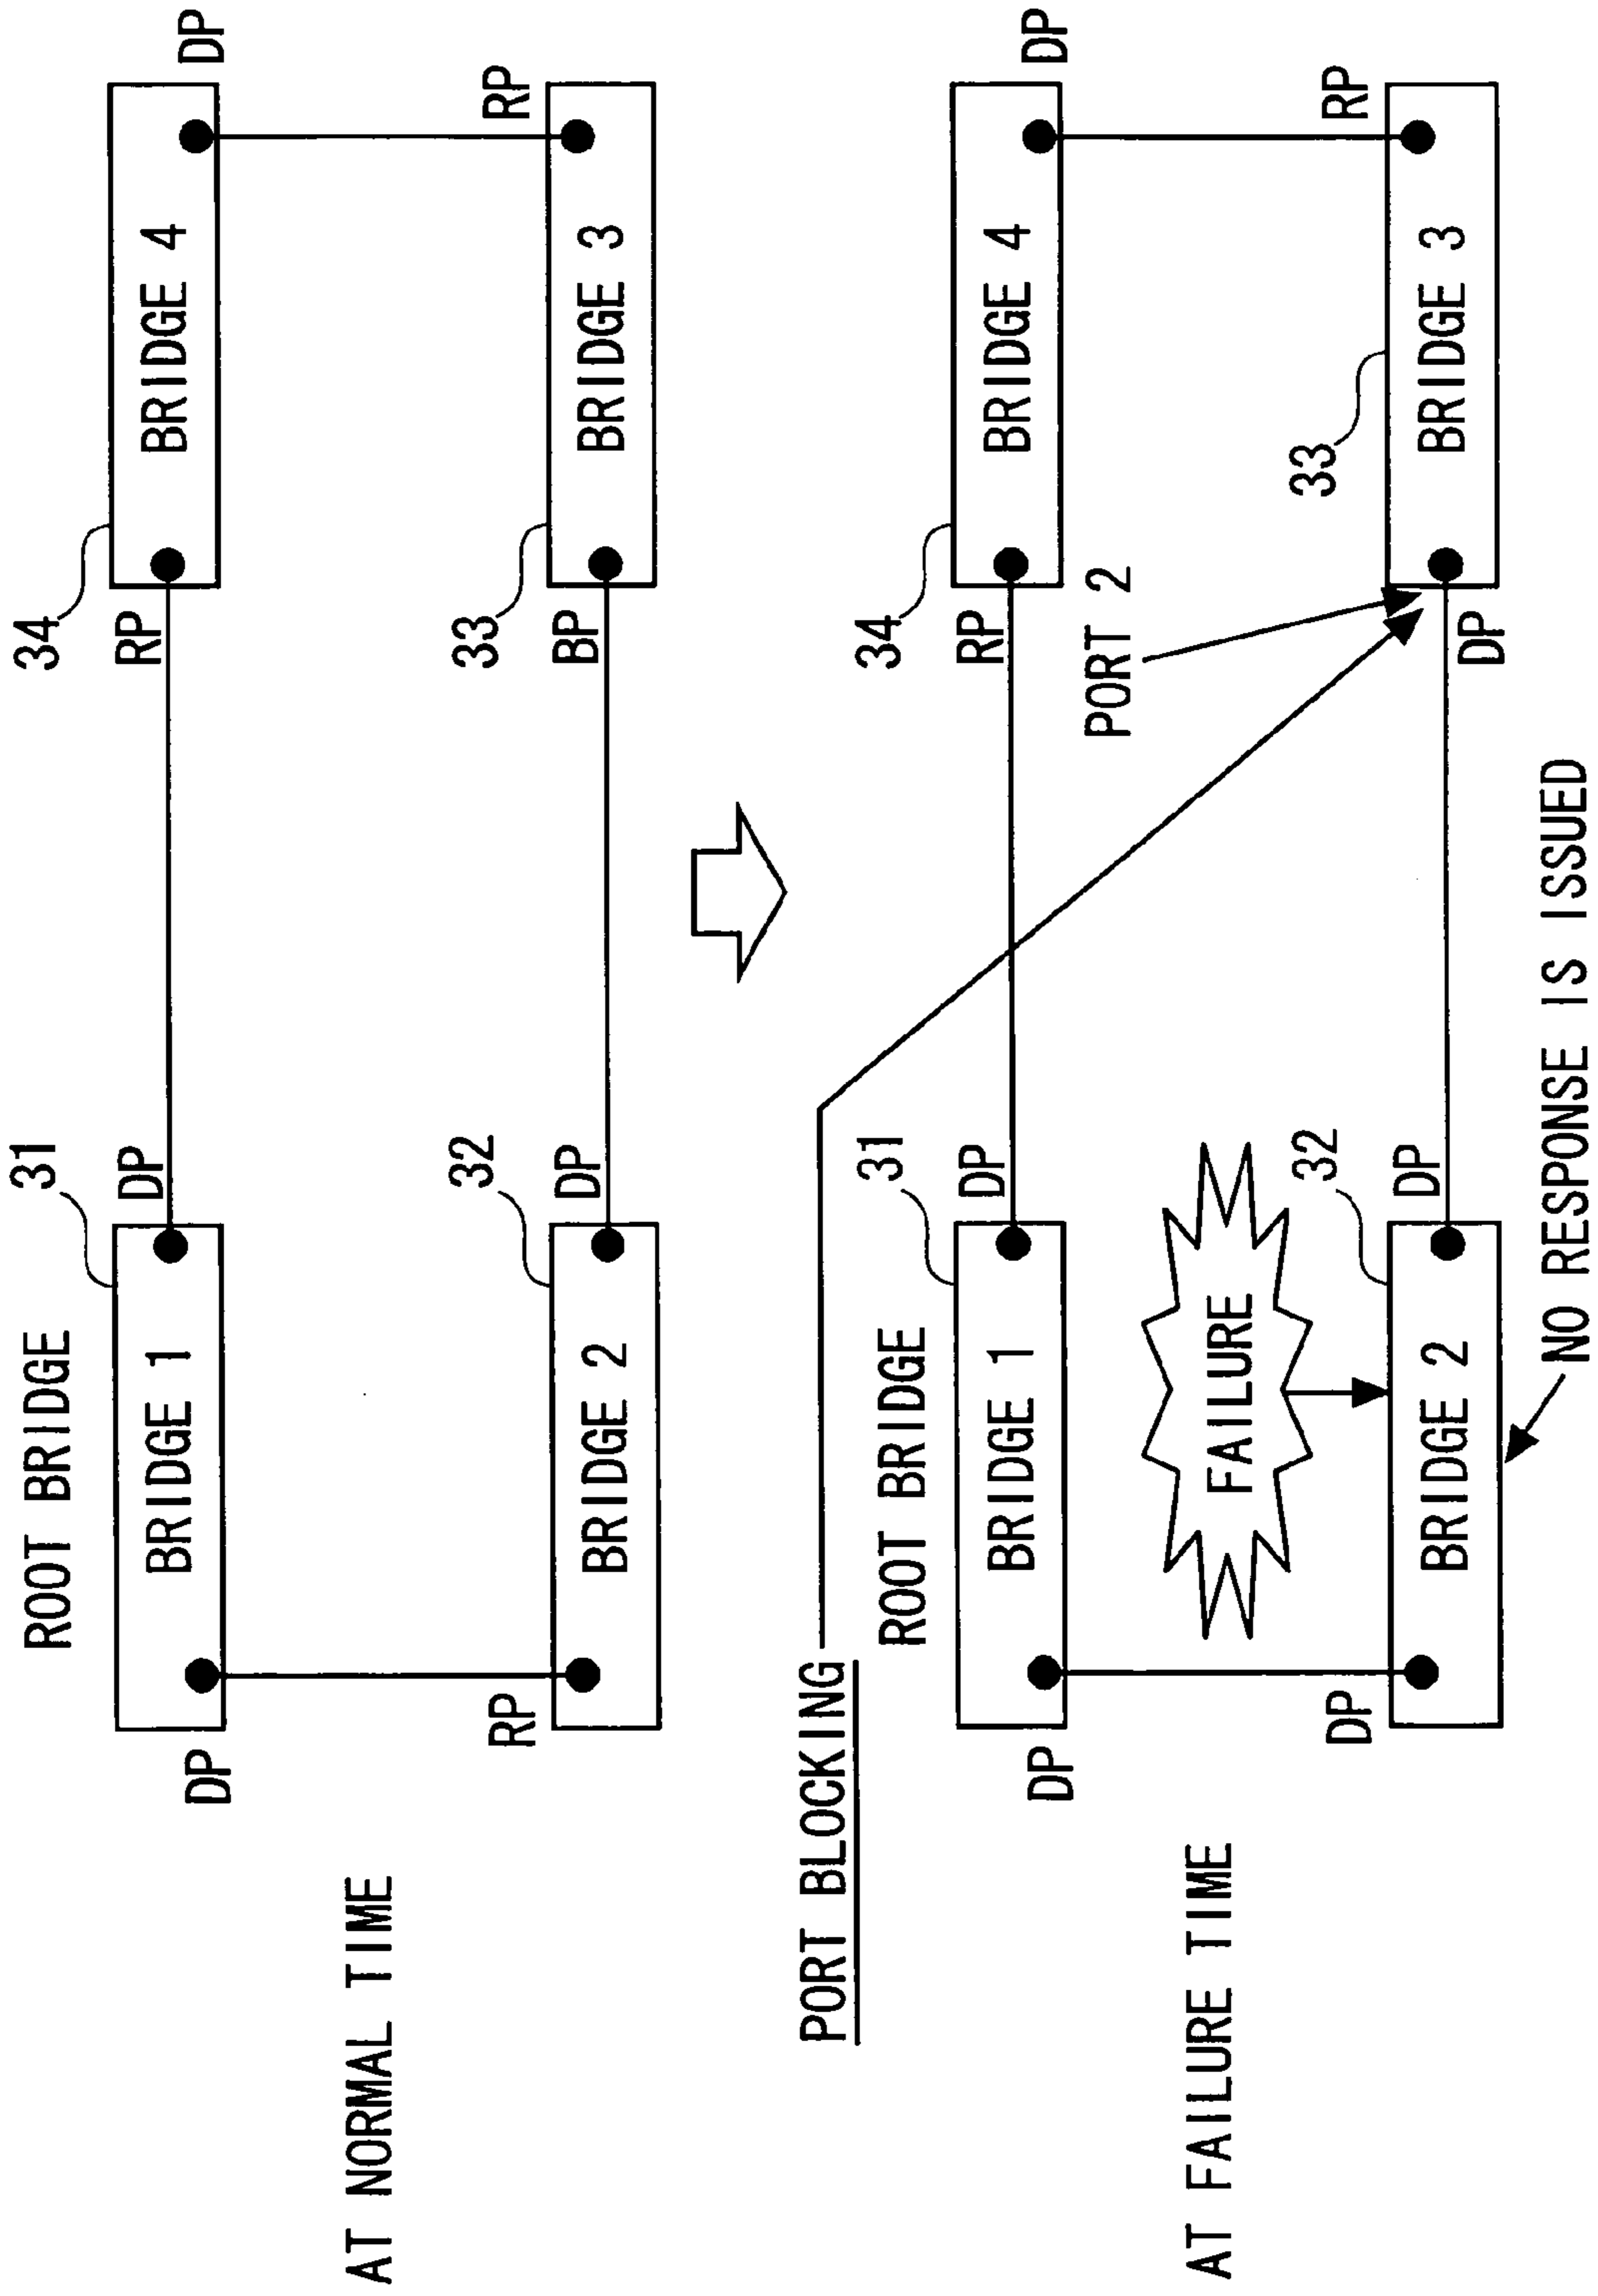 AT NORMAL TIME
ROOT BRIDGE
31
34
DP
BRIDGE 1
DP
RP
BRIDGE 4
DP
32
33
RP
BRIDGE 2
DP
BP
BRIDGE 3
RP
PORT BLOCKING
AT FAILURE TIME
ROOT BRIDGE
31
34
DP
BRIDGE 1
DP
RP
BRIDGE 4
DP
PORT 2
FAILURE
32
33
DP
BRIDGE 2
DP
DP
BRIDGE 3
RP
NO RESPONSE IS ISSUED